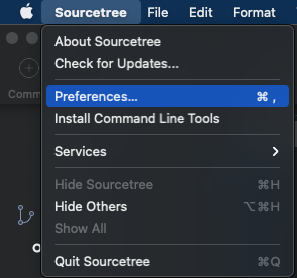 Sourcetree File Edit Format
About Sourcetree
Check for Updates...
Comm
Preferences... ⌘ ,
Install Command Line Tools
Services
Hide Sourcetree ⌘H
Hide Others ⌥⌘H
Show All
Quit Sourcetree ⌘Q